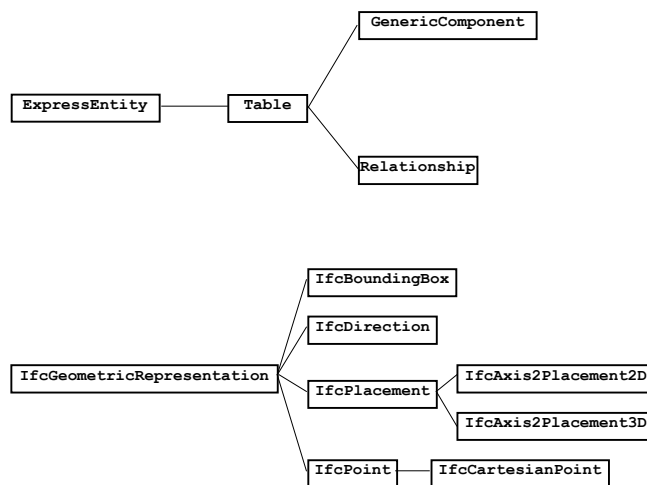 GenericComponent
ExpressEntity
Table
Relationship
IfcBoundingBox
IfcDirection
IfcGeometricRepresentation
IfcPlacement
IfcAxis2Placement2D
IfcAxis2Placement3D
IfcPoint
IfcCartesianPoint